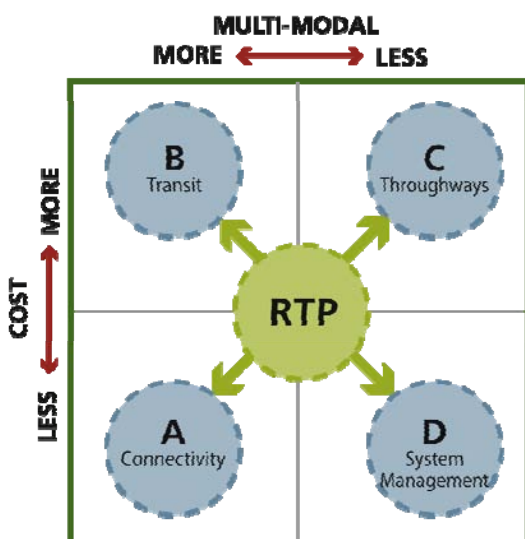 MULTI-MODAL
MORE LESS
B
Transit
C
Throughways
MORE
COST
LESS
RTP
A
Connectivity
D
System
Management